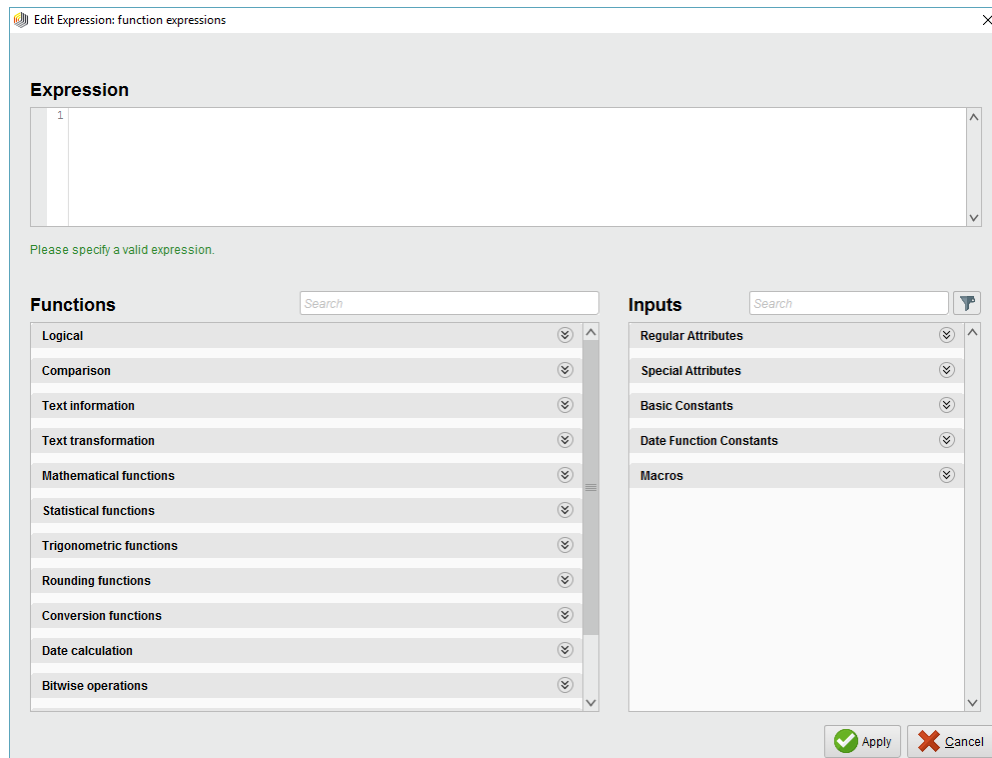 Edit Expression: function expressions
Expression
1
Please specify a valid expression.
Functions
Search
Logical
Comparison
Text information
Text transformation
Mathematical functions
Statistical functions
Trigonometric functions
Rounding functions
Conversion functions
Date calculation
Bitwise operations
Inputs
Search
Regular Attributes
Special Attributes
Basic Constants
Date Function Constants
Macros
Apply
Cancel